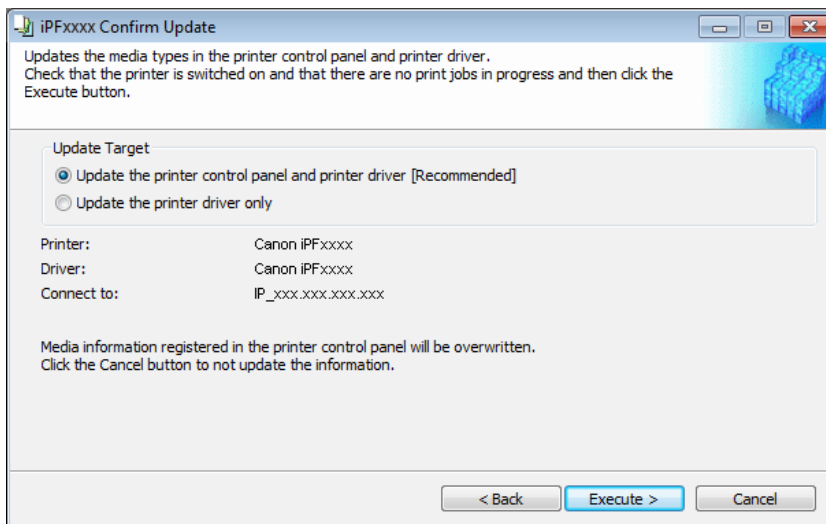 iPFxxxx Confirm Update
Updates the media types in the printer control panel and printer driver.
Check that the printer is switched on and that there are no print jobs in progress and then click the
Execute button.
Update Target
Update the printer control panel and printer driver [Recommended]
Update the printer driver only
Printer: Canon iPFxxxx
Driver: Canon iPFxxxx
Connect to: IP_xxx.xxx.xxx.xxx
Media information registered in the printer control panel will be overwritten.
Click the Cancel button to not update the information.
< Back Execute > Cancel